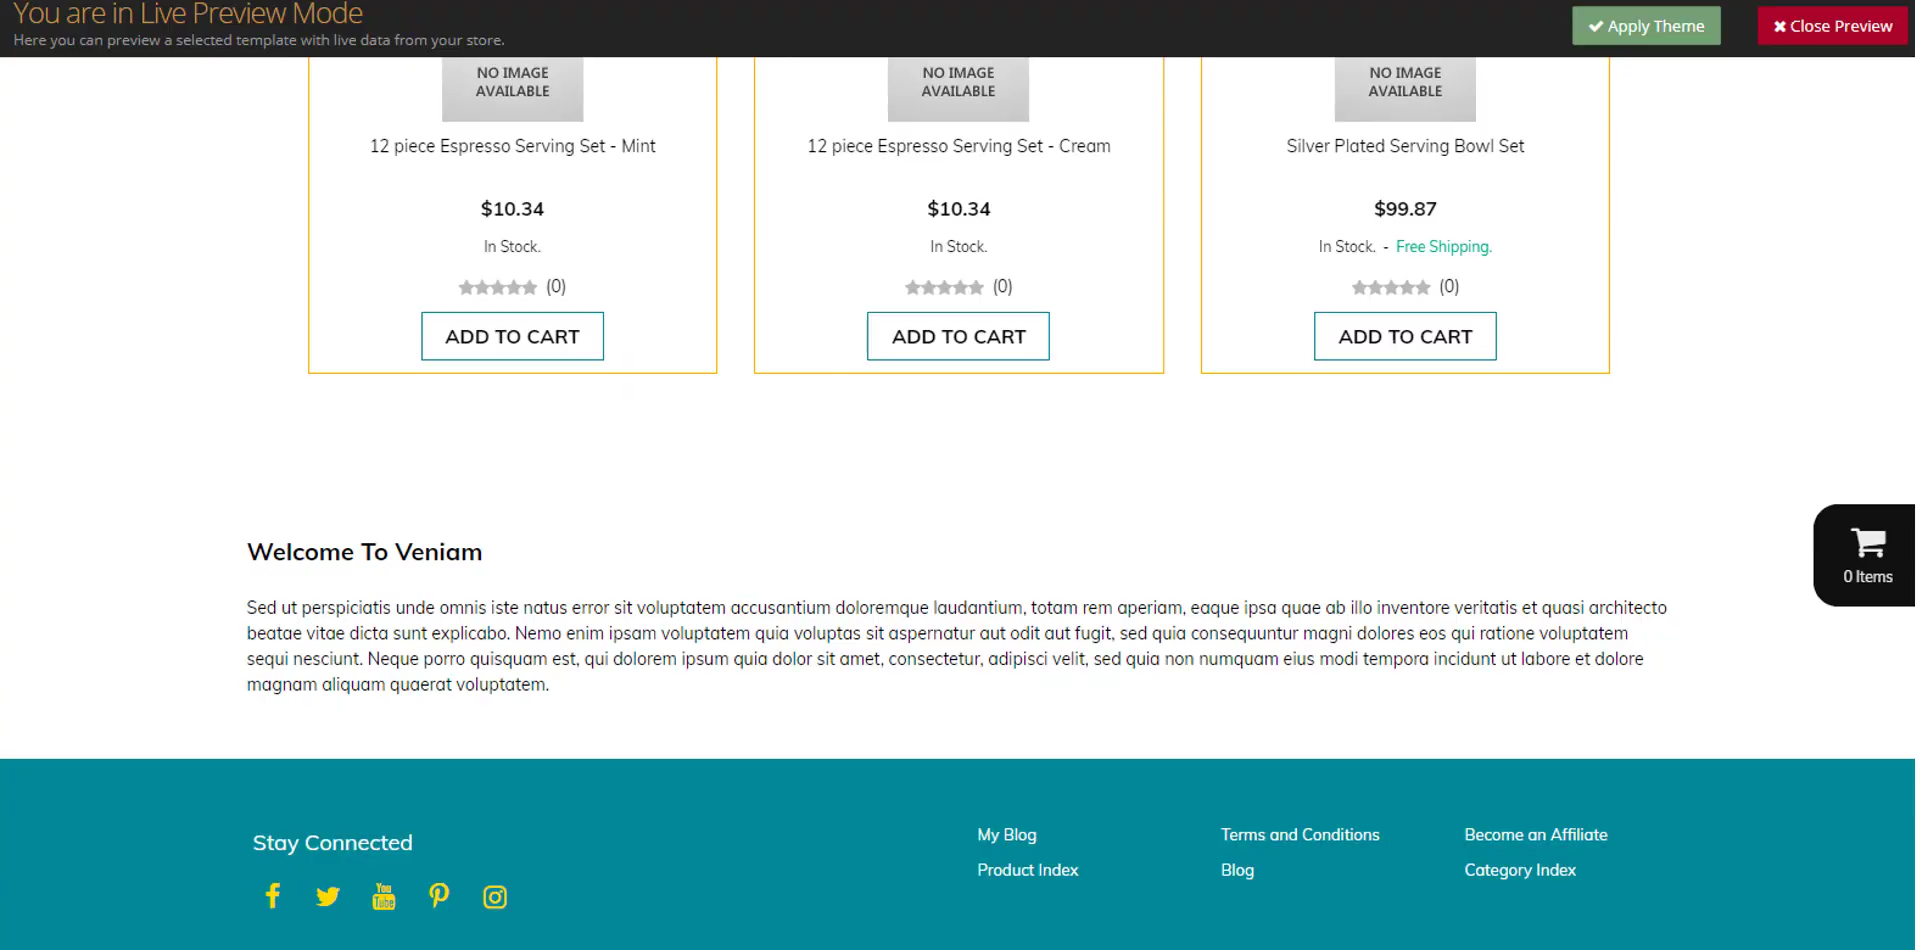 You are in Live Preview Mode
Here you can preview a selected template with live data from your store.
Apply Theme
Close Preview
NO IMAGE
AVAILABLE
NO IMAGE
AVAILABLE
NO IMAGE
AVAILABLE
12 piece Espresso Serving Set - Mint
12 piece Espresso Serving Set - Cream
Silver Plated Serving Bowl Set
$10.34
$10.34
$99.87
In Stock.
In Stock.
In Stock. - Free Shipping.
(0)
(0)
(0)
ADD TO CART
ADD TO CART
ADD TO CART
0 Items
Welcome To Veniam
Sed ut perspiciatis unde omnis iste natus error sit voluptatem accusantium doloremque laudantium, totam rem aperiam, eaque ipsa quae ab illo inventore veritatis et quasi architecto
beatae vitae dicta sunt explicabo. Nemo enim ipsam voluptatem quia voluptas sit aspernatur aut odit aut fugit, sed quia consequuntur magni dolores eos qui ratione voluptatem
sequi nesciunt. Neque porro quisquam est, qui dolorem ipsum quia dolor sit amet, consectetur, adipisci velit, sed quia non numquam eius modi tempora incidunt ut labore et dolore
magnam aliquam quaerat voluptatem.
Stay Connected
You
Tube
My Blog
Terms and Conditions
Become an Affiliate
Product Index
Blog
Category Index